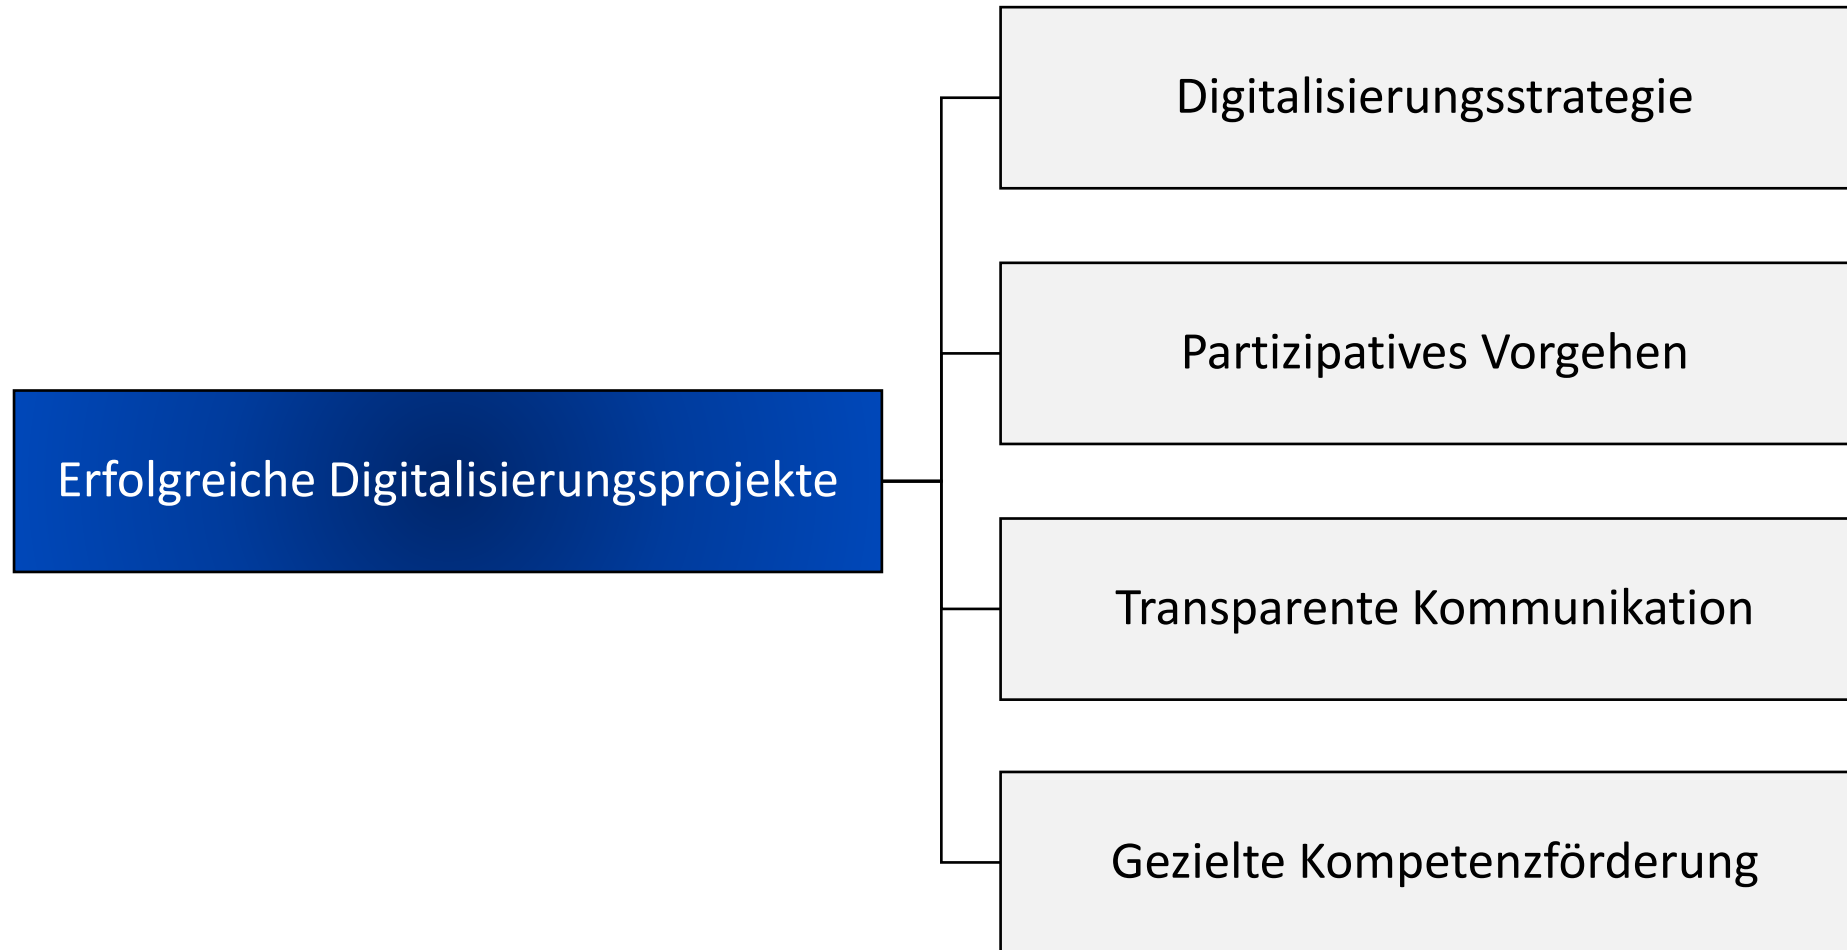 Digitalisierungsstrategie
Partizipatives Vorgehen
Erfolgreiche Digitalisierungsprojekte
Transparente Kommunikation
Gezielte Kompetenzförderung